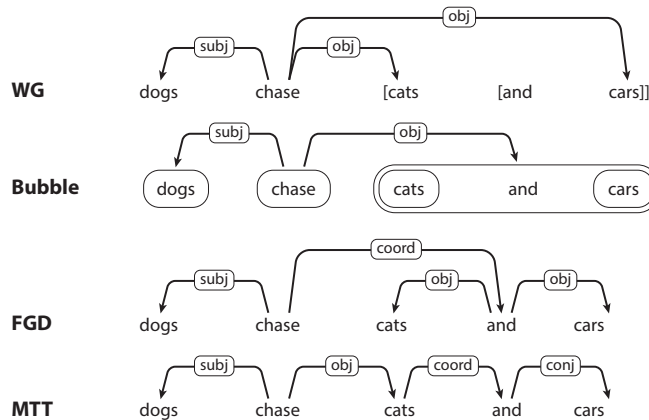 obj
subj obj
WG dogs chase [cats [and cars]]
subj obj
Bubble dogs chase cats and cars
coord
subj obj obj
FGD dogs chase cats and cars
subj obj coord conj
MTT dogs chase cats and cars